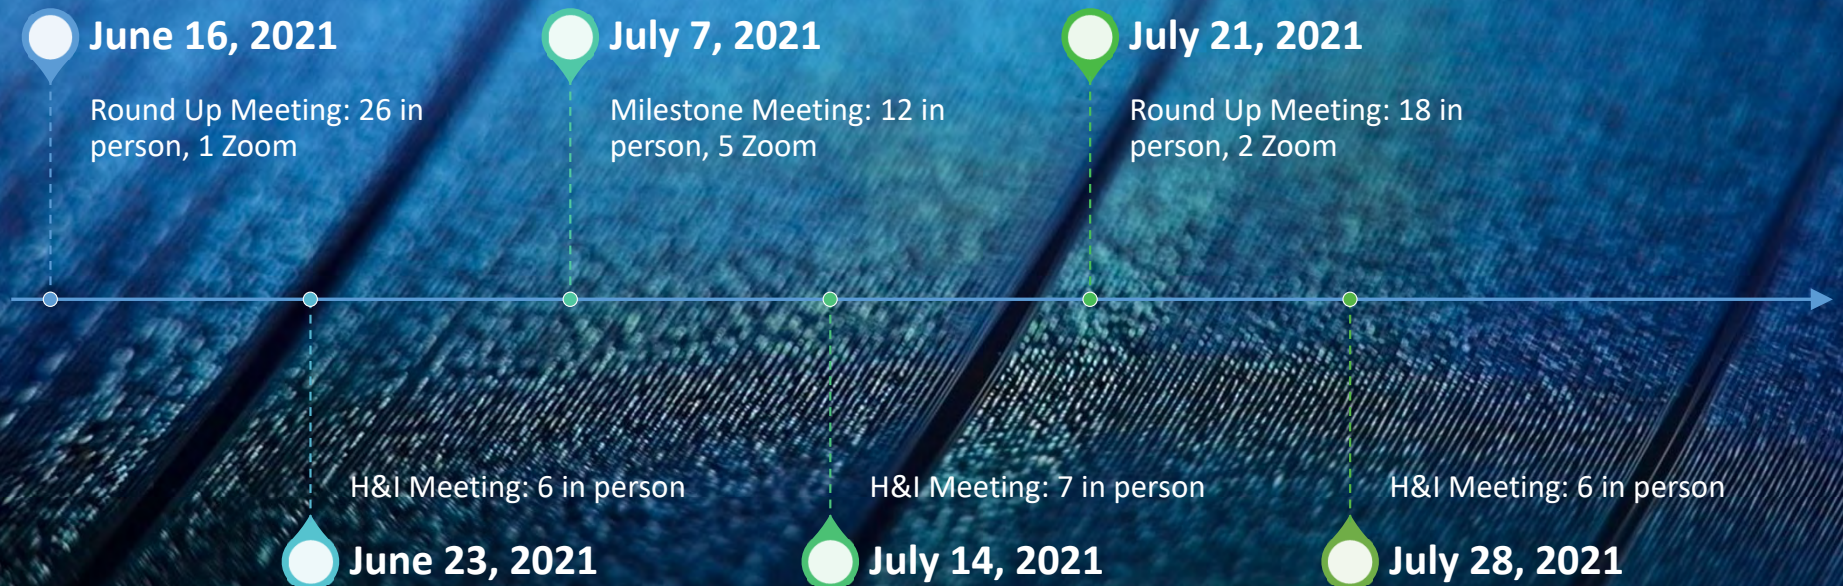 June 16, 2021
Round Up Meeting: 26 in
person, 1 Zoom
July 7, 2021
Milestone Meeting: 12 in
person, 5 Zoom
July 21, 2021
Round Up Meeting: 18 in
person, 2 Zoom
H&I Meeting: 6 in person
June 23, 2021
H&I Meeting: 7 in person
July 14, 2021
H&I Meeting: 6 in person
July 28, 2021